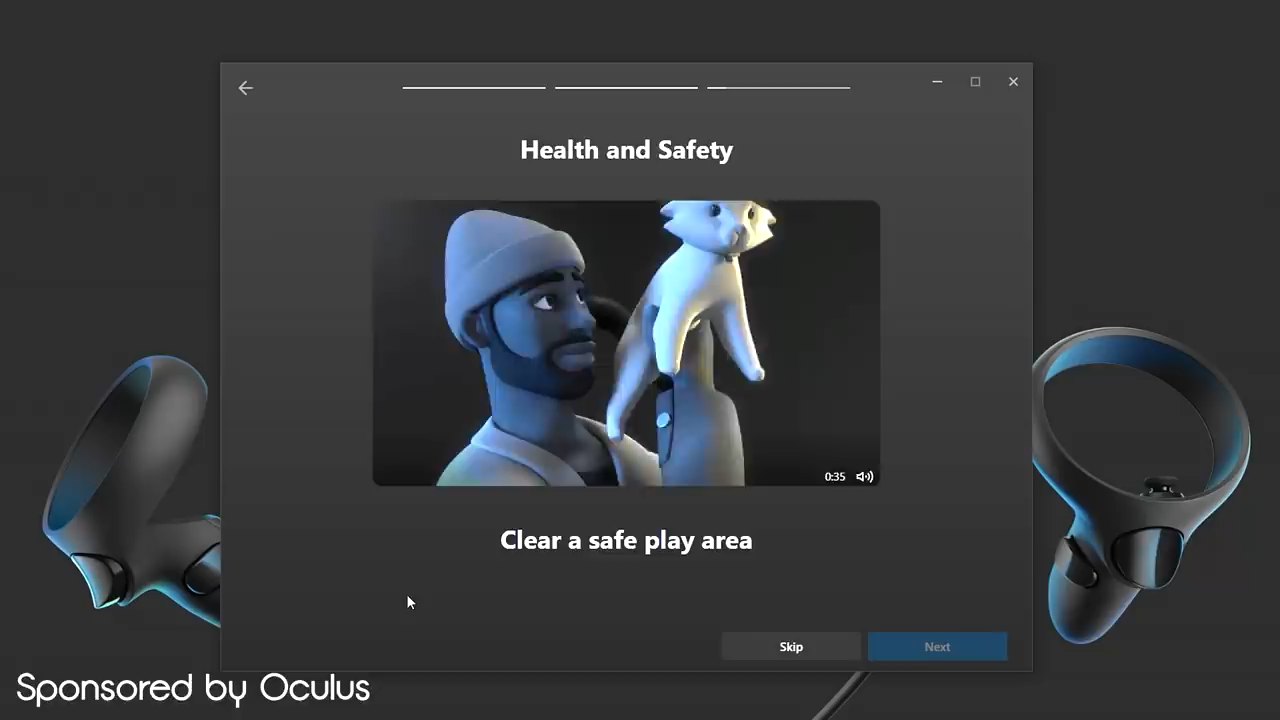 Health and Safety
0:35
Clear a safe play area
Skip
Next
Sponsored by Oculus